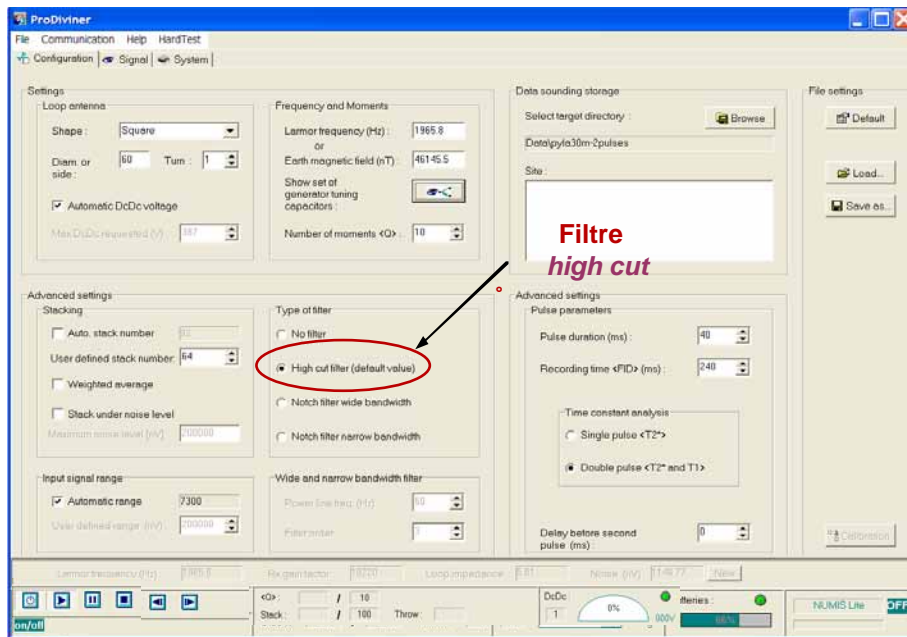 ProDiviner
File Communication Help HardTest
Configuration Signal System
Settings
Loop antenna
Shape : Square
Diam. or side : 60 Turn : 1
Automatic DcDc voltage
Max DcDc requested (V) : 387
Frequency and Moments
Larmor frequency (Hz) : 1965.8
or
Earth magnetic field (nT) : 46145.5
Show set of generator tuning capacitors :
Number of moments <Q> : 10
Data sounding storage
Select target directory : Browse
Data\pyla30m-2pulses
Site :
File settings
Default
Load...
Save as...
Filtre
high cut
Advanced settings
Stacking
Auto. stack number
User defined stack number: 64
Weighted average
Stack under noise level
Maximum noise level (nV) 200000
Type of filter
No filter
High cut filter (default value)
Notch filter wide bandwidth
Notch filter narrow bandwidth
Advanced settings
Pulse parameters
Pulse duration (ms) : 40
Recording time <FID> (ms) : 240
Time constant analysis
Single pulse <T2*>
Double pulse <T2* and T1>
Delay before second pulse (ms) : 0
Input signal range
Automatic range 7300
User defined range (nV) : 200000
Wide and narrow bandwidth filter
Power line freq. (Hz)
Filter order
Calibration
Larmor frequency (Hz) 1965.8 Rx gain factor Loop impedance Noise (nV) New
<Q> : / 10
Stack : / 100 Throw :
DcDc
1
0%
800V
tteries :
on/off
NUMIS Lite OFF